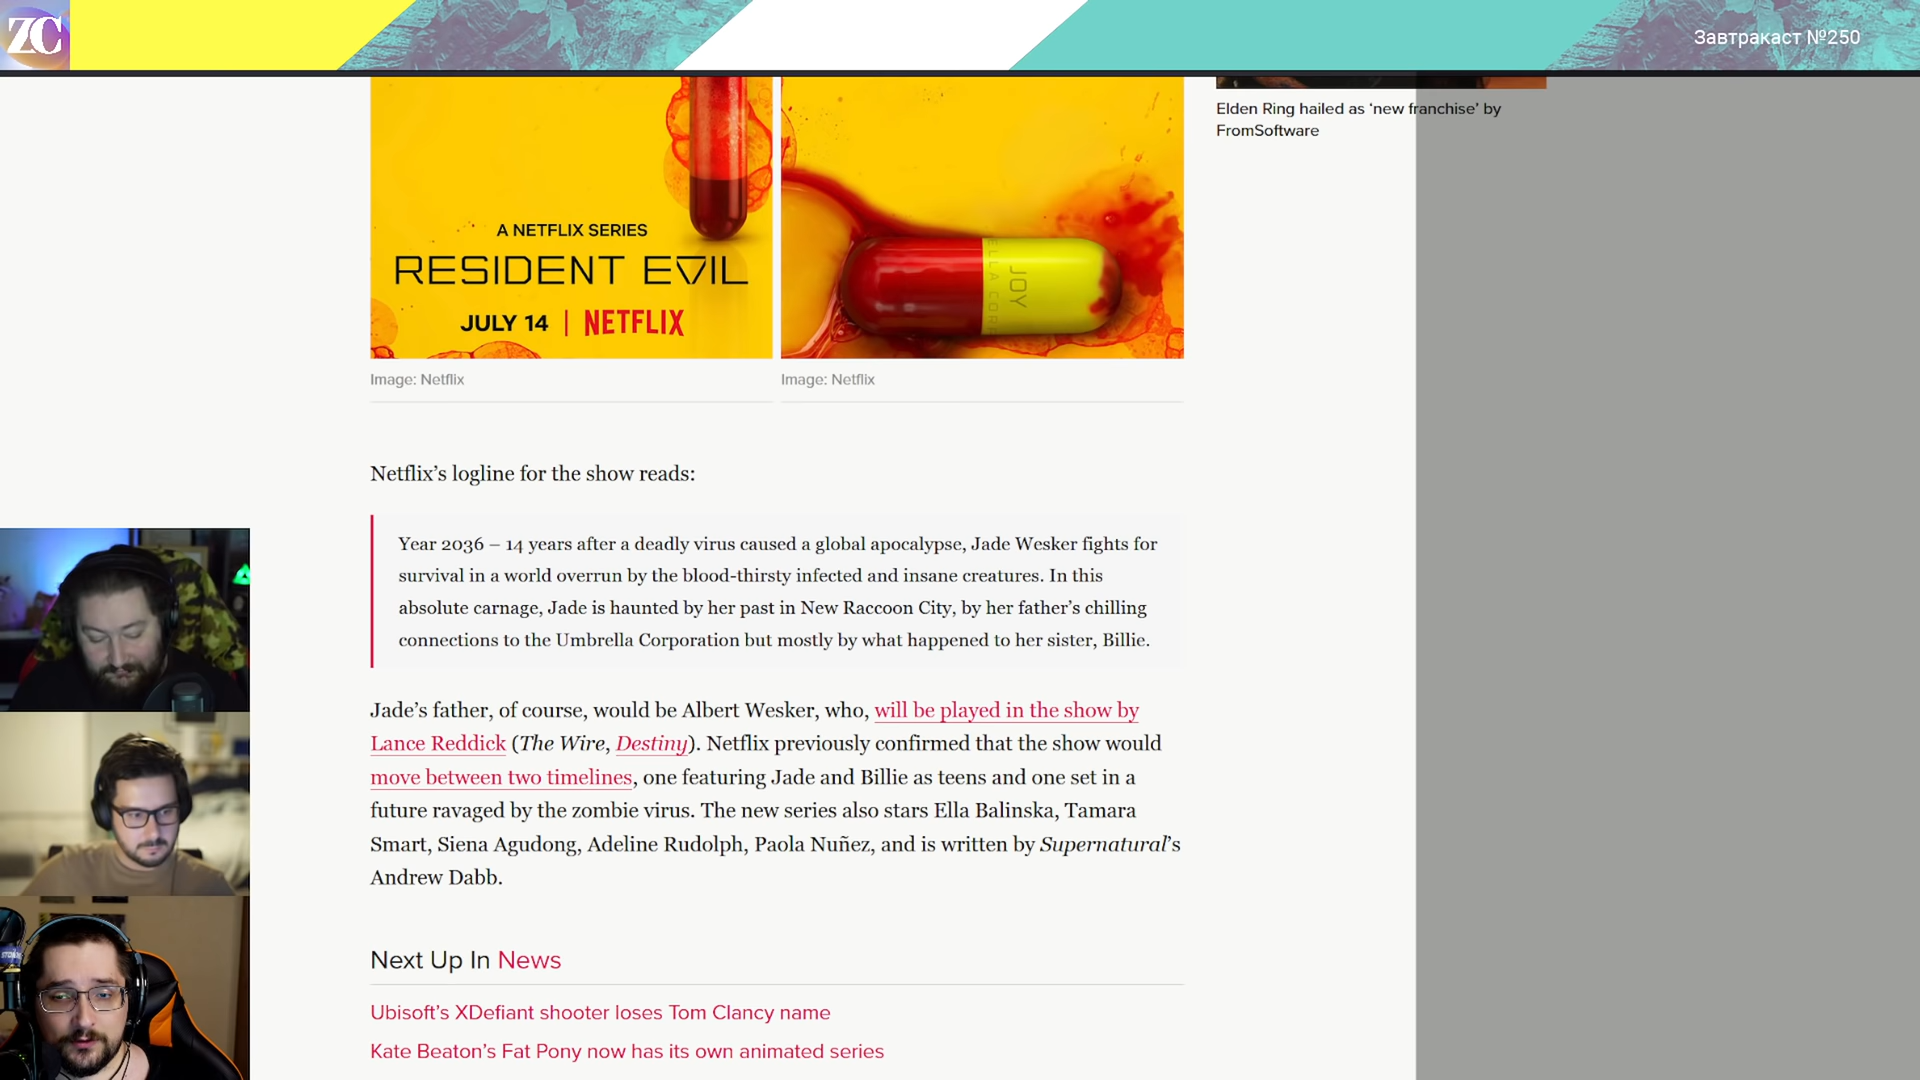 ZC
Завтракаст №250
A NETFLIX SERIES
RESIDENT EVIL
JULY 14 | NETFLIX
JOY
Image: Netflix
Image: Netflix
Elden Ring hailed as ‘new franchise’ by
FromSoftware
Netflix’s logline for the show reads:
Year 2036 – 14 years after a deadly virus caused a global apocalypse, Jade Wesker fights for
survival in a world overrun by the blood-thirsty infected and insane creatures. In this
absolute carnage, Jade is haunted by her past in New Raccoon City, by her father’s chilling
connections to the Umbrella Corporation but mostly by what happened to her sister, Billie.
Jade’s father, of course, would be Albert Wesker, who, will be played in the show by
Lance Reddick (The Wire, Destiny). Netflix previously confirmed that the show would
move between two timelines, one featuring Jade and Billie as teens and one set in a
future ravaged by the zombie virus. The new series also stars Ella Balinska, Tamara
Smart, Siena Agudong, Adeline Rudolph, Paola Nuñez, and is written by Supernatural’s
Andrew Dabb.
Next Up In News
Ubisoft’s XDefiant shooter loses Tom Clancy name
Kate Beaton’s Fat Pony now has its own animated series